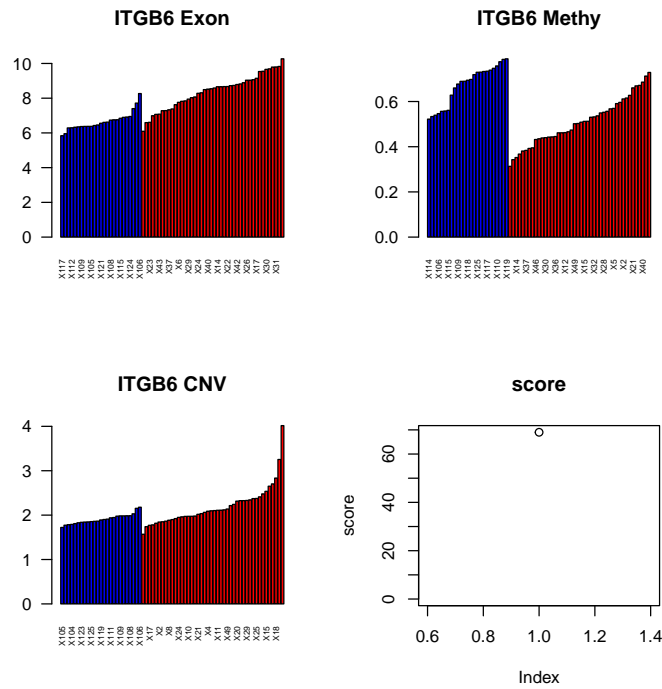 ITGB6 Exon
10
8
6
4
2
0
X117 X112 X109 X105 X121 X108 X115 X124 X106 X23 X43 X37 X6 X29 X24 X40 X14 X22 X42 X26 X17 X30 X31
ITGB6 Methy
0.6
0.4
0.2
0.0
X114 X106 X115 X109 X118 X125 X117 X110 X119 X14 X37 X46 X30 X36 X12 X49 X15 X32 X28 X5 X2 X21 X40
ITGB6 CNV
4
3
2
1
0
X105 X104 X123 X125 X119 X111 X109 X108 X106 X17 X2 X8 X24 X10 X21 X4 X11 X49 X20 X29 X25 X15 X18
score
score
60
40
20
0
0.6 0.8 1.0 1.2 1.4
Index